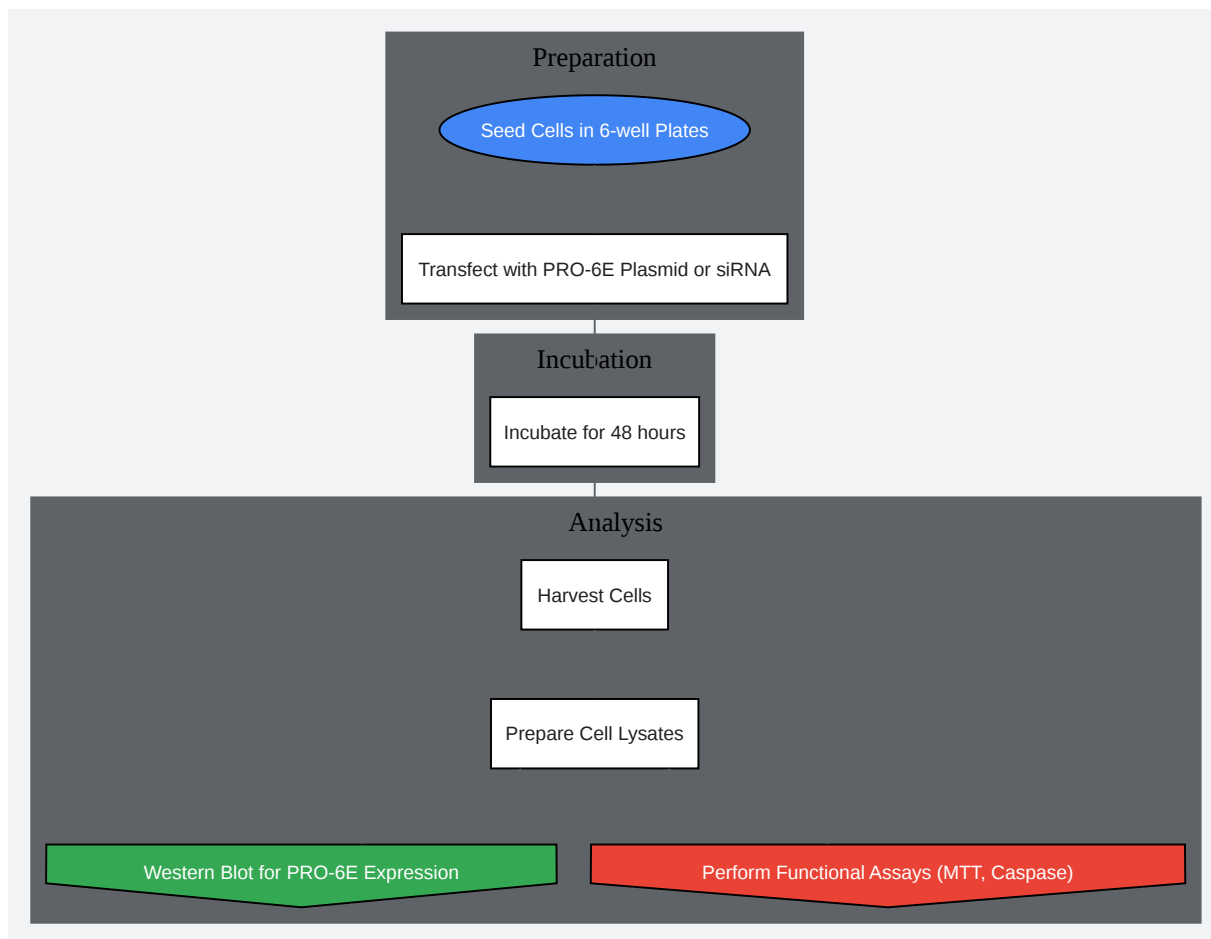 Preparation
Seed Cells in 6-well Plates
Transfect with PRO-6E Plasmid or siRNA
Incubation
Incubate for 48 hours
Analysis
Harvest Cells
Prepare Cell Lysates
Western Blot for PRO-6E Expression
Perform Functional Assays (MTT, Caspase)